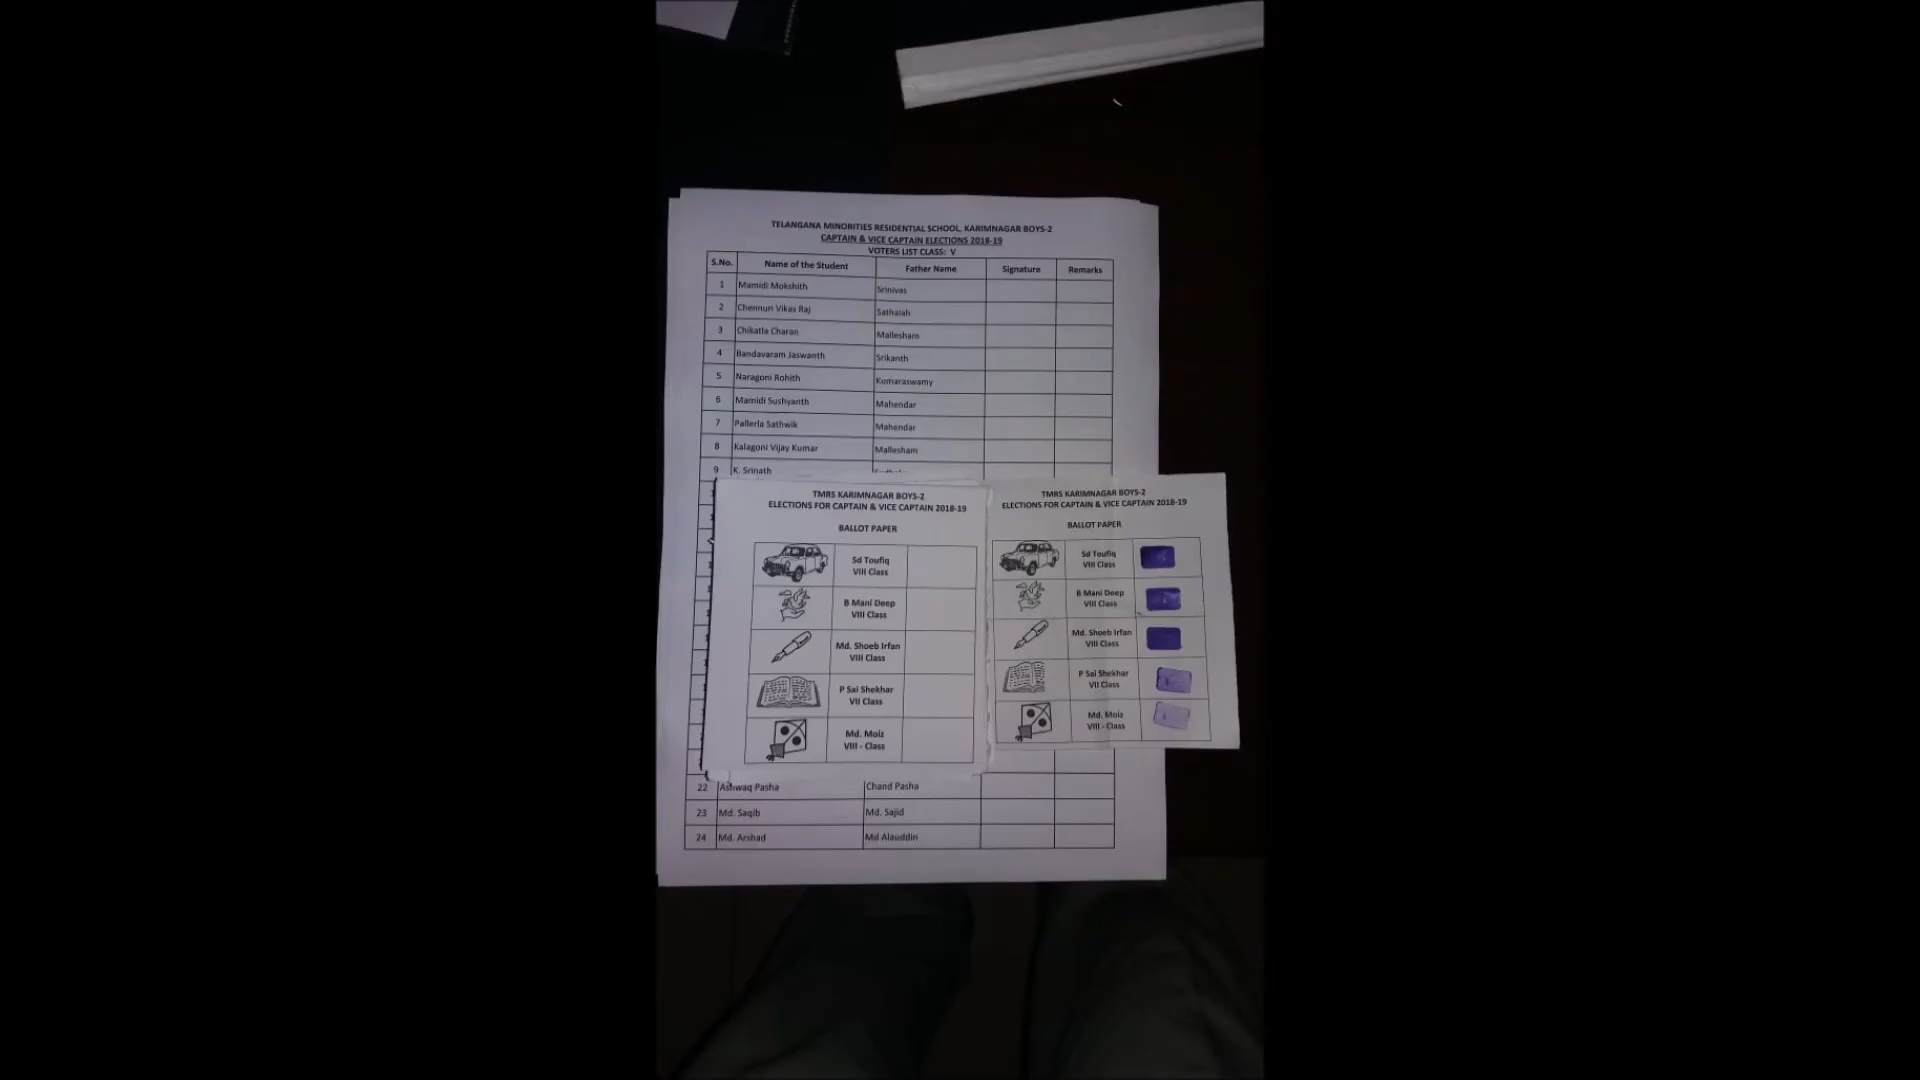 TELANGANA MINORITIES RESIDENTIAL SCHOOL, KARIMNAGAR BOYS-2
CAPTAIN & VICE CAPTAIN ELECTIONS 2018-19
VOTERS LIST CLASS: V
S.No. Name of the Student Father Name Signature Remarks
1 Mamidi Mokshith Srinivas
2 Chennuri Vikas Raj Sathaiah
3 Chikatla Charan Mallesham
4 Bandavaram Jaswanth Srikanth
5 Naragoni Rohith Kumaraswamy
6 Mamidi Sushyanth Mahendar
7 Pallerla Sathwik Mahendar
8 Kalagoni Vijay Kumar Mallesham
9 K. Srinath
TMRS KARIMNAGAR BOYS-2
ELECTIONS FOR CAPTAIN & VICE CAPTAIN 2018-19
BALLOT PAPER
Sd Toufiq
VIII Class
B Mani Deep
VIII Class
Md. Shoeb Irfan
VIII Class
P Sai Shekhar
VII Class
Md. Moiz
VIII - Class
TMRS KARIMNAGAR BOYS-2
ELECTIONS FOR CAPTAIN & VICE CAPTAIN 2018-19
BALLOT PAPER
Sd Toufiq
VIII Class
B Mani Deep
VIII Class
Md. Shoeb Irfan
VIII Class
P Sai Shekhar
VII Class
Md. Moiz
VIII - Class
22 Ashwaq Pasha Chand Pasha
23 Md. Saqib Md. Sajid
24 Md. Arshad Md Alauddin